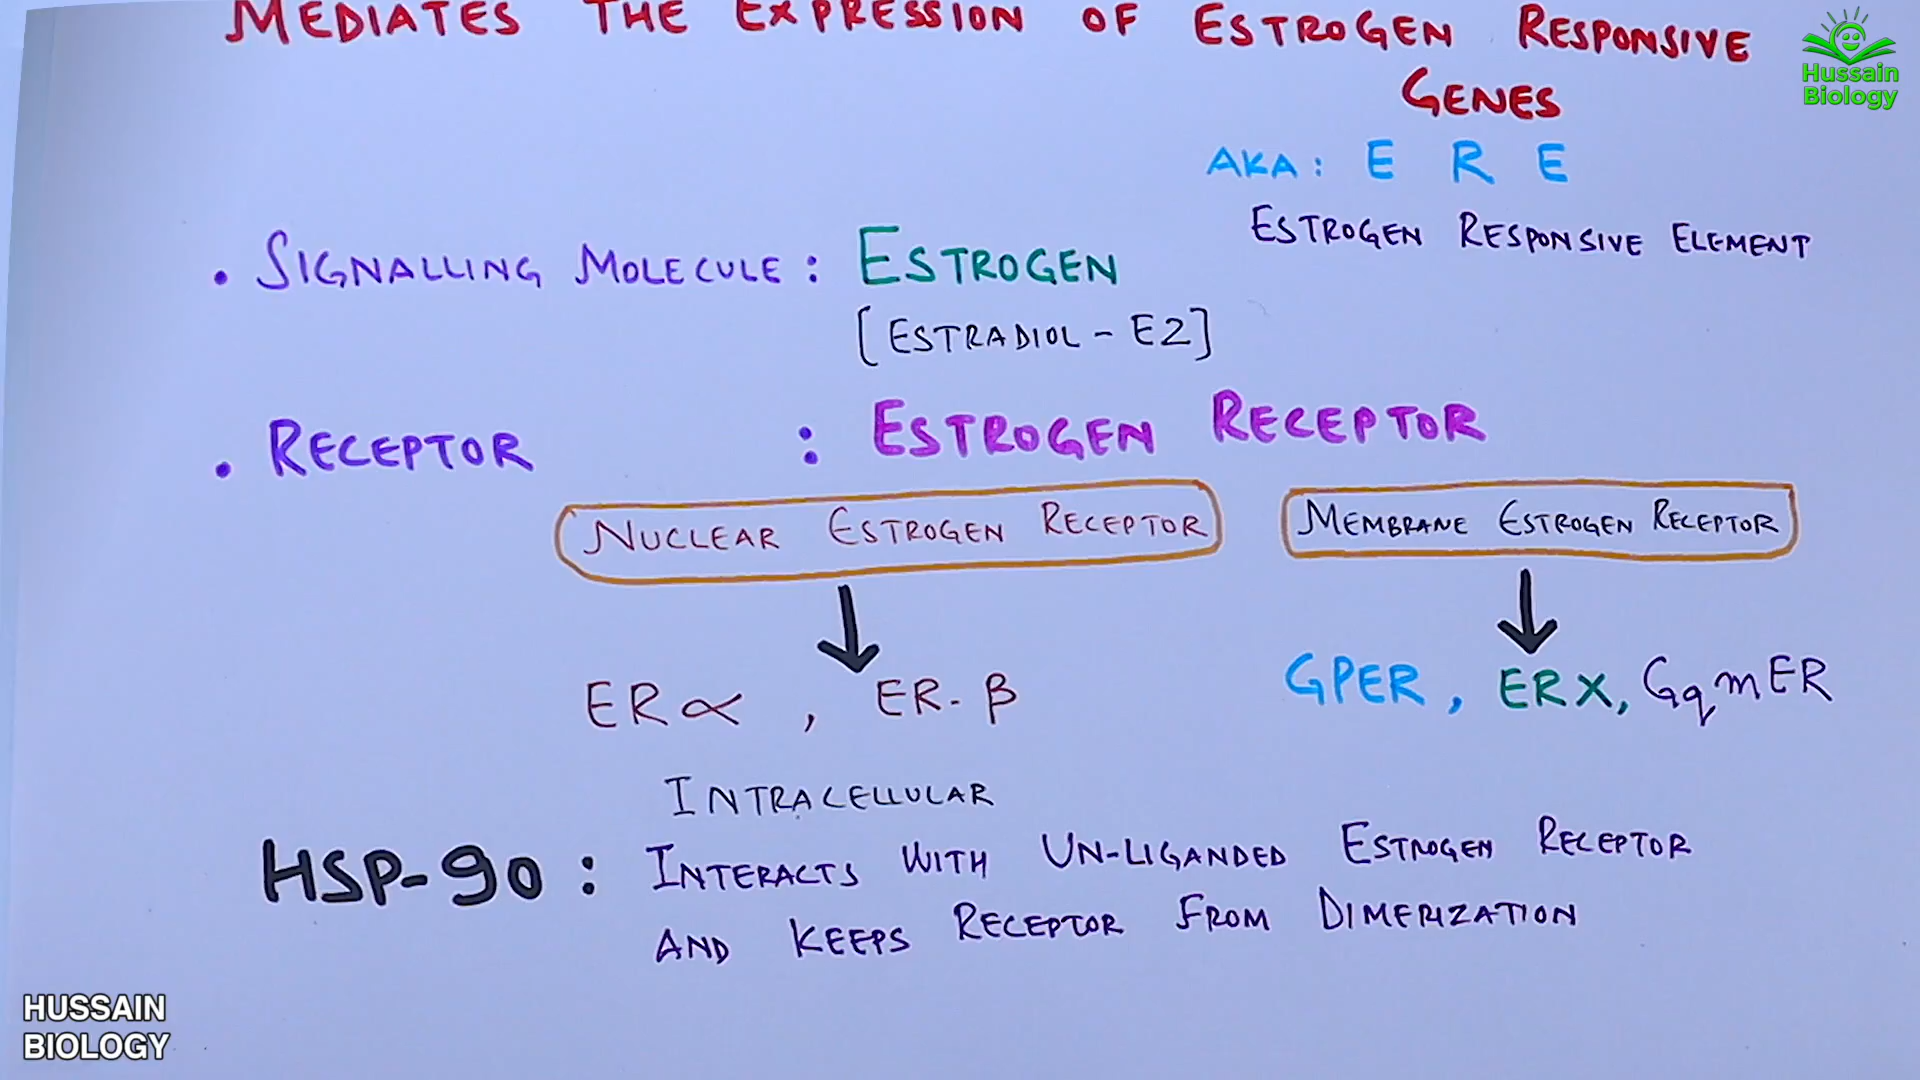 MEDIATES THE EXPRESSION OF ESTROGEN RESPONSIVE
GENES
Hussain
Biology
AKA: E R E
ESTROGEN RESPONSIVE ELEMENT
• SIGNALLING MOLECULE: ESTROGEN
[ESTRADIOL - E2]
• RECEPTOR : ESTROGEN RECEPTOR
NUCLEAR ESTROGEN RECEPTOR
MEMBRANE ESTROGEN RECEPTOR
ER∝, ER-β
GPER, ERX, GqmER
INTRACELLULAR
HSP-90: INTERACTS WITH UN-LIGANDED ESTROGEN RECEPTOR
AND KEEPS RECEPTOR FROM DIMERIZATION
HUSSAIN
BIOLOGY